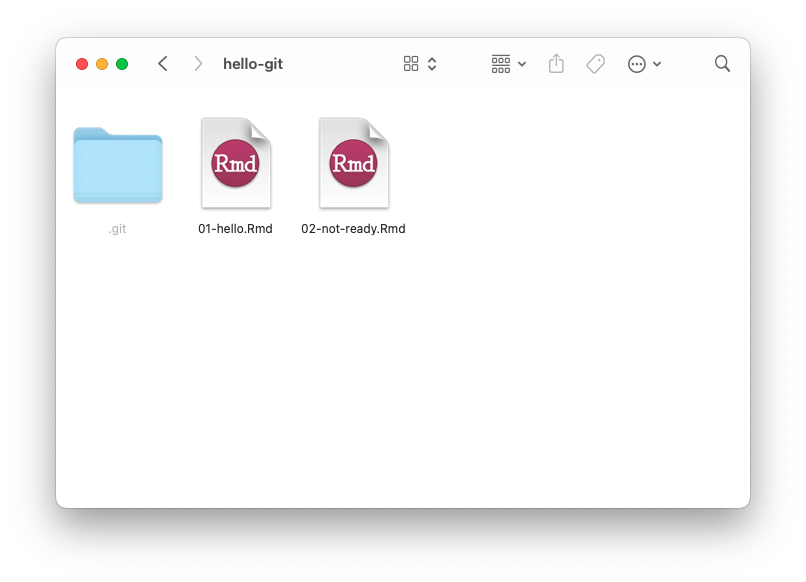 hello-git
Rmd
Rmd
.git
01-hello.Rmd
02-not-ready.Rmd